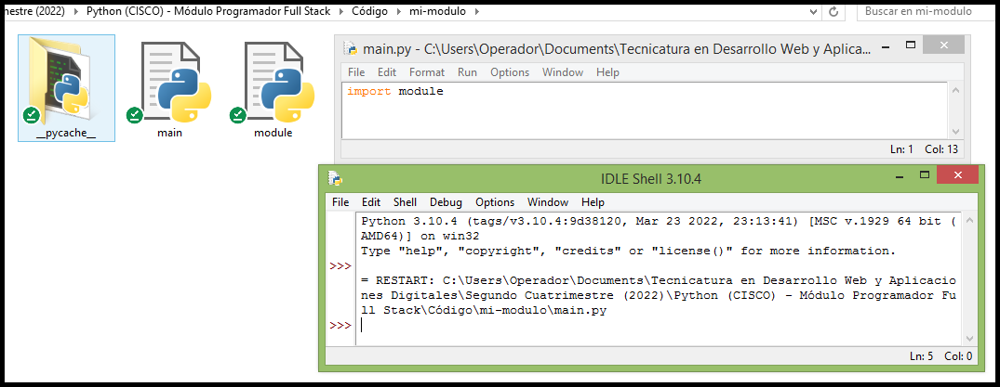 mestre (2022) Python (CISCO) - Módulo Programador Full Stack Código mi-modulo Buscar en mi-modulo
__pycache__
main
module
main.py - C:\Users\Operador\Documents\Tecnicatura en Desarrollo Web y Aplica...
File Edit Format Run Options Window Help
import module
Ln: 1 Col: 13
IDLE Shell 3.10.4
File Edit Shell Debug Options Window Help
Python 3.10.4 (tags/v3.10.4:9d38120, Mar 23 2022, 23:13:41) [MSC v.1929 64 bit (
AMD64)] on win32
Type "help", "copyright", "credits" or "license()" for more information.
>>>
= RESTART: C:\Users\Operador\Documents\Tecnicatura en Desarrollo Web y Aplicacio
nes Digitales\Segundo Cuatrimestre (2022)\Python (CISCO) - Módulo Programador Fu
ll Stack\Código\mi-modulo\main.py
>>>
Ln: 5 Col: 0